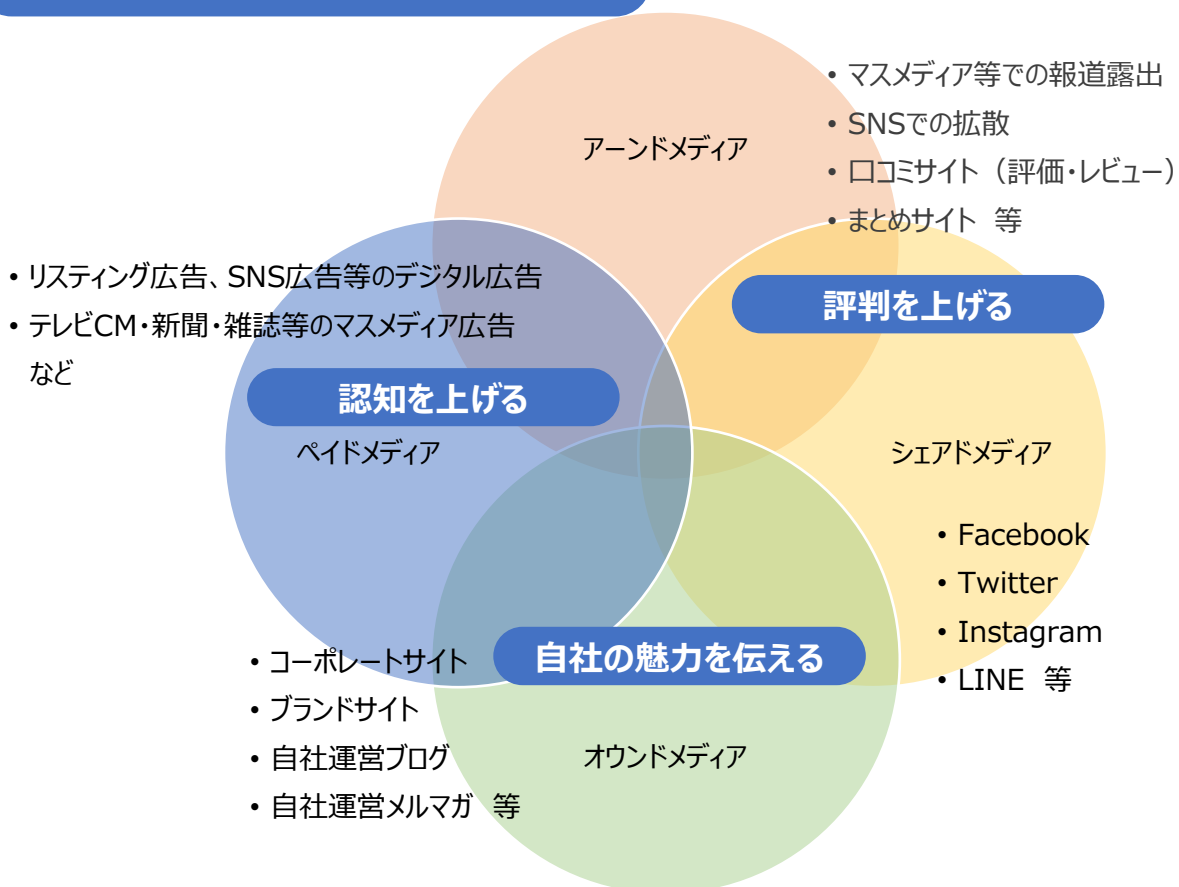 アーンドメディア
• マスメディア等での報道露出
• SNSでの拡散
• 口コミサイト（評価・レビュー）
• まとめサイト 等
• リスティング広告、SNS広告等のデジタル広告
• テレビCM・新聞・雑誌等のマスメディア広告
など
評判を上げる
認知を上げる
ペイドメディア
シェアドメディア
• Facebook
• Twitter
• Instagram
• LINE 等
自社の魅力を伝える
• コーポレートサイト
• ブランドサイト
• 自社運営ブログ
• 自社運営メルマガ 等
オウンドメディア